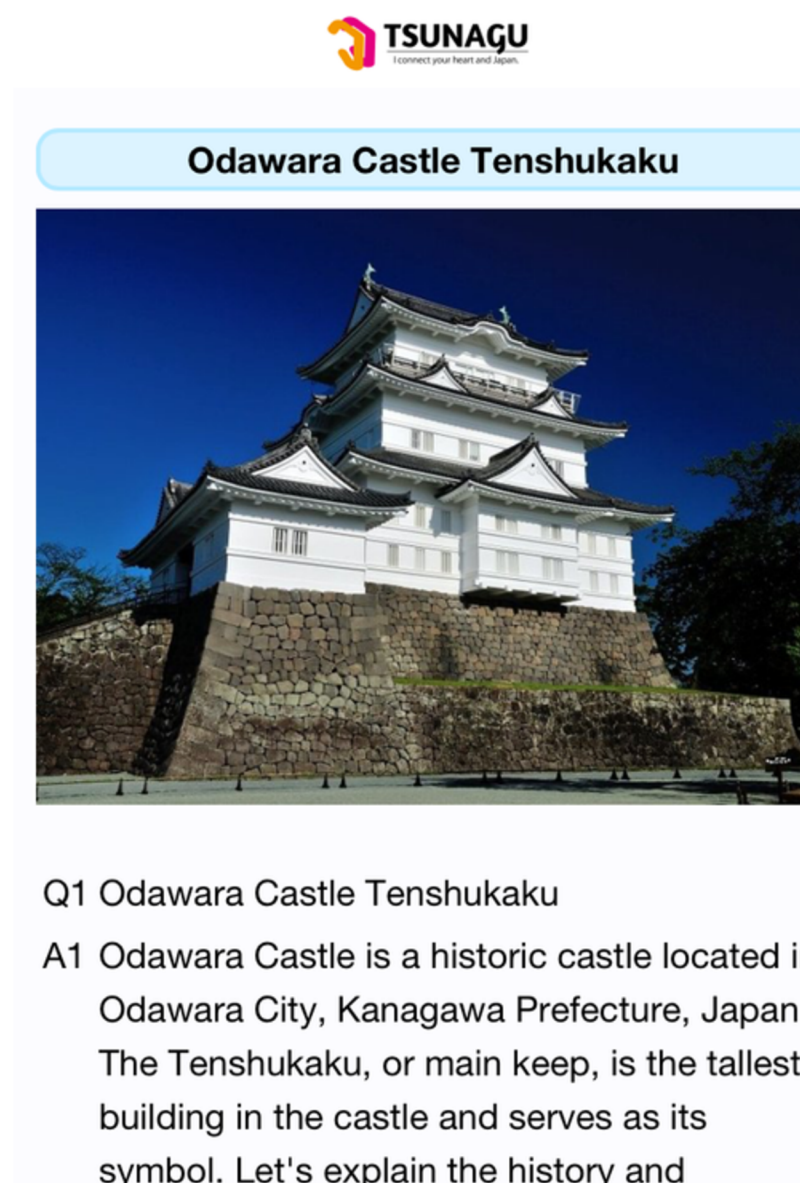 TSUNAGU
I connect your heart and Japan.
Odawara Castle Tenshukaku
Q1 Odawara Castle Tenshukaku
A1 Odawara Castle is a historic castle located i
Odawara City, Kanagawa Prefecture, Japan
The Tenshukaku, or main keep, is the tallest
building in the castle and serves as its
symbol. Let's explain the history and